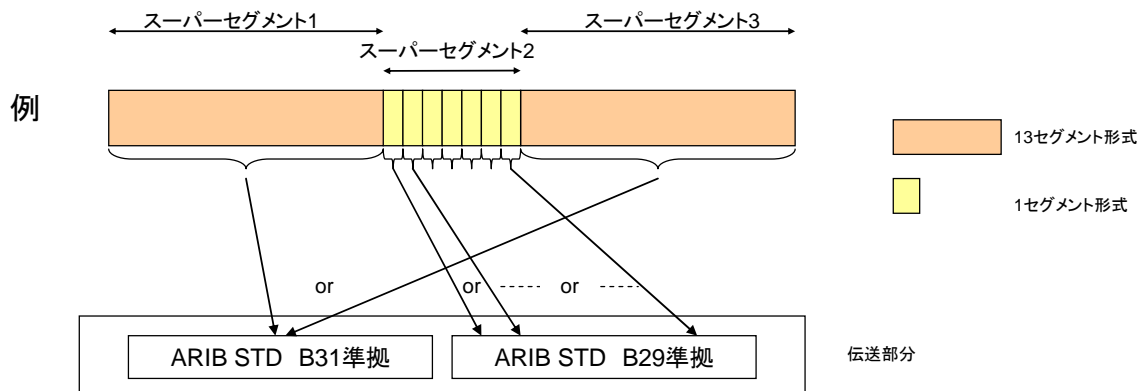 スーパーセグメント1
スーパーセグメント3
スーパーセグメント2
例
13セグメント形式
1セグメント形式
or
or
or
ARIB STD B31準拠
ARIB STD B29準拠
伝送部分